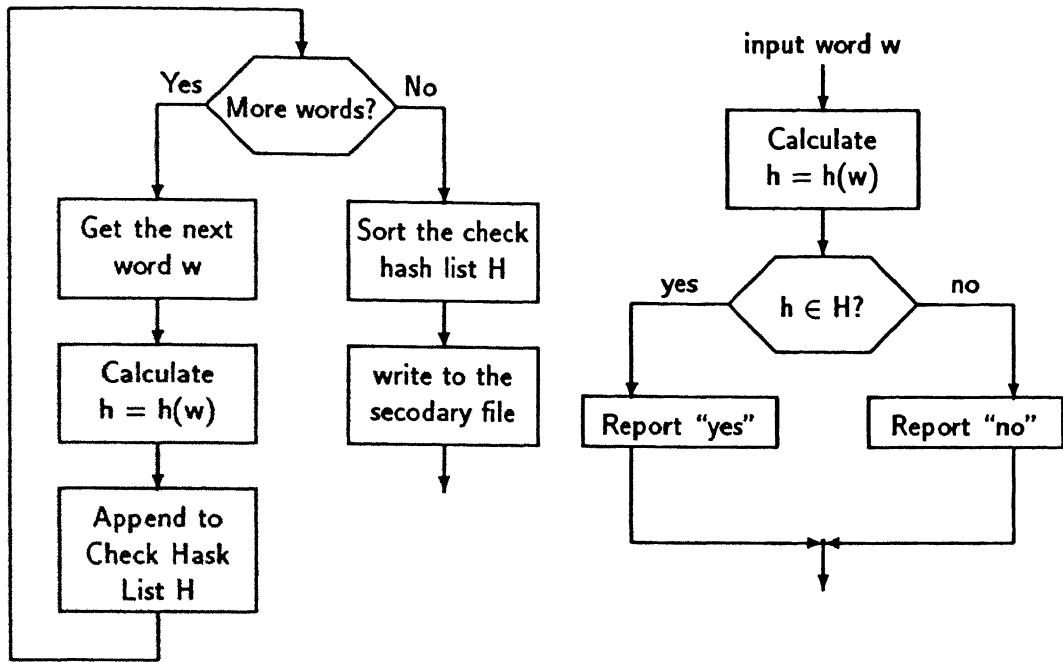 Yes
No
More words?
Get the next
word w
Calculate
h = h(w)
Append to
Check Hask
List H
Sort the check
hash list H
write to the
secodary file
input word w
Calculate
h = h(w)
h ∈ H?
yes
no
Report “yes”
Report “no”